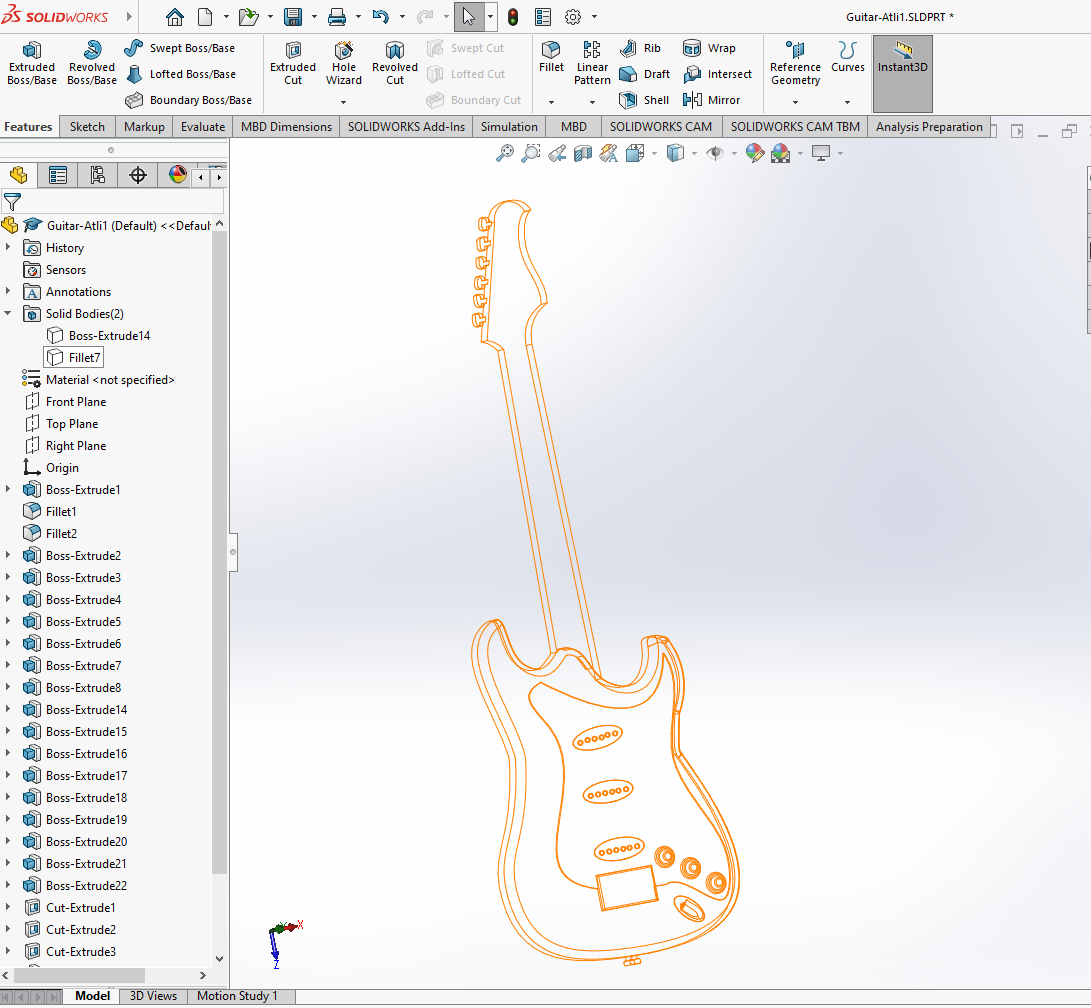 SOLIDWORKS
Guitar-Atli1.SLDPRT *
Extruded Boss/Base
Revolved Boss/Base
Swept Boss/Base
Lofted Boss/Base
Boundary Boss/Base
Extruded Cut
Hole Wizard
Revolved Cut
Swept Cut
Lofted Cut
Boundary Cut
Fillet
Linear Pattern
Rib
Draft
Shell
Wrap
Intersect
Mirror
Reference Geometry
Curves
Instant3D
Features
Sketch
Markup
Evaluate
MBD Dimensions
SOLIDWORKS Add-Ins
Simulation
MBD
SOLIDWORKS CAM
SOLIDWORKS CAM TBM
Analysis Preparation
Guitar-Atli1 (Default) <<Defaul
History
Sensors
Annotations
Solid Bodies(2)
Boss-Extrude14
Fillet7
Material <not specified>
Front Plane
Top Plane
Right Plane
Origin
Boss-Extrude1
Fillet1
Fillet2
Boss-Extrude2
Boss-Extrude3
Boss-Extrude4
Boss-Extrude5
Boss-Extrude6
Boss-Extrude7
Boss-Extrude8
Boss-Extrude14
Boss-Extrude15
Boss-Extrude16
Boss-Extrude17
Boss-Extrude18
Boss-Extrude19
Boss-Extrude20
Boss-Extrude21
Boss-Extrude22
Cut-Extrude1
Cut-Extrude2
Cut-Extrude3
X
Z
Model
3D Views
Motion Study 1